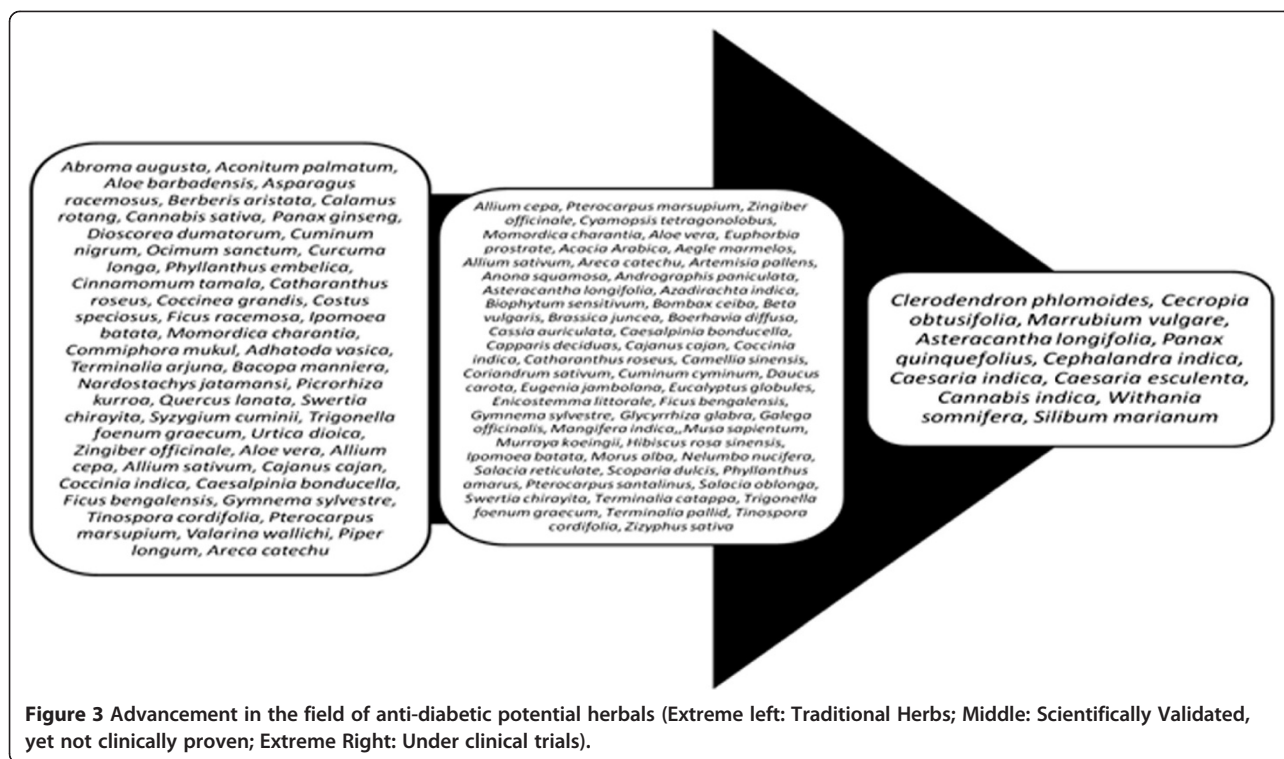 Abroma augusta, Aconitum palmatum,
Aloe barbadensis, Asparagus
racemosus, Berberis aristata, Calamus
rotang, Cannabis sativa, Panax ginseng,
Dioscorea dumatorum, Cuminum
nigrum, Ocimum sanctum, Curcuma
longa, Phyllanthus embelica,
Cinnamomum tamala, Catharanthus
roseus, Coccinea grandis, Costus
speciosus, Ficus racemosa, Ipomoea
batata, Momordica charantia,
Commiphora mukul, Adhatoda vasica,
Terminalia arjuna, Bacopa manniera,
Nardostachys jatamansi, Picrorhiza
kurroa, Quercus lanata, Swertia
chirayita, Syzygium cuminii, Trigonella
foenum graecum, Urtica dioica,
Zingiber officinale, Aloe vera, Allium
cepa, Allium sativum, Cajanus cajan,
Coccinia indica, Caesalpinia bonducella,
Ficus bengalensis, Gymnema sylvestre,
Tinospora cordifolia, Pterocarpus
marsupium, Valarina wallichi, Piper
longum, Areca catechu
Allium cepa, Pterocarpus marsupium, Zingiber
officinale, Cyamopsis tetragonolobus,
Momordica charantia, Aloe vera, Euphorbia
prostrate, Acacia Arabica, Aegle marmelos,
Allium sativum, Areca catechu, Artemisia pallens,
Anona squamosa, Andrographis paniculata,
Asteracantha longifolia, Azadirachta indica,
Biophytum sensitivum, Bombax ceiba, Beta
vulgaris, Brassica juncea, Boerhavia diffusa,
Cassia auriculata, Caesalpinia bonducella,
Capparis deciduas, Cajanus cajan, Coccinia
indica, Catharanthus roseus, Camellia sinensis,
Coriandrum sativum, Cuminum cyminum, Daucus
carota, Eugenia jambolana, Eucalyptus globules,
Enicostemma littorale, Ficus bengalensis,
Gymnema sylvestre, Glycyrrhiza glabra, Galega
officinalis, Mangifera indica,,Musa sapientum,
Murraya koeingii, Hibiscus rosa sinensis,
Ipomoea batata, Morus alba, Nelumbo nucifera,
Salacia reticulate, Scoparia dulcis, Phyllanthus
amarus, Pterocarpus santalinus, Salacia oblonga,
Swertia chirayita, Terminalia catappa, Trigonella
foenum graecum, Terminalia pallid, Tinospora
cordifolia, Zizyphus sativa
Clerodendron phlomoides, Cecropia
obtusifolia, Marrubium vulgare,
Asteracantha longifolia, Panax
quinquefolius, Cephalandra indica,
Caesaria indica, Caesaria esculenta,
Cannabis indica, Withania
somnifera, Silibum marianum
Figure 3 Advancement in the field of anti-diabetic potential herbals (Extreme left: Traditional Herbs; Middle: Scientifically Validated,
yet not clinically proven; Extreme Right: Under clinical trials).